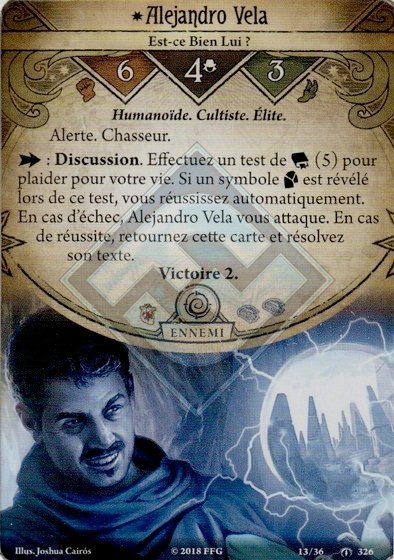 Alejandro Vela
Est-ce Bien Lui ?
6 4 3
Humanoïde. Cultiste. Élite.
Alerte. Chasseur.
: Discussion. Effectuez un test de (5) pour
plaider pour votre vie. Si un symbole est révélé
lors de ce test, vous réussissez automatiquement.
En cas d'échec, Alejandro Vela vous attaque. En cas
de réussite, retournez cette carte et résolvez
son texte.
Victoire 2.
ENNEMI
Illus. Joshua Cairós © 2018 FFG 13/36 326